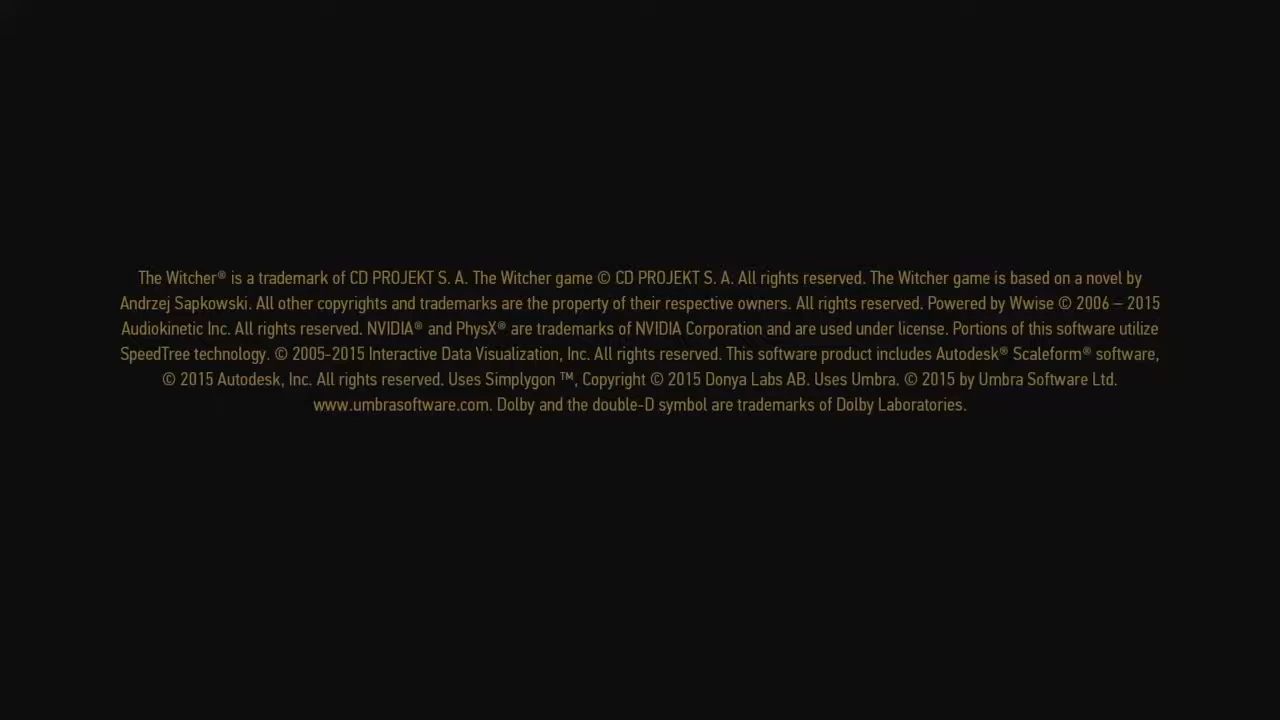 The Witcher® is a trademark of CD PROJEKT S. A. The Witcher game © CD PROJEKT S. A. All rights reserved. The Witcher game is based on a novel by
Andrzej Sapkowski. All other copyrights and trademarks are the property of their respective owners. All rights reserved. Powered by Wwise © 2006 – 2015
Audiokinetic Inc. All rights reserved. NVIDIA® and PhysX® are trademarks of NVIDIA Corporation and are used under license. Portions of this software utilize
SpeedTree technology. © 2005-2015 Interactive Data Visualization, Inc. All rights reserved. This software product includes Autodesk® Scaleform® software,
© 2015 Autodesk, Inc. All rights reserved. Uses Simplygon ™, Copyright © 2015 Donya Labs AB. Uses Umbra. © 2015 by Umbra Software Ltd.
www.umbrasoftware.com. Dolby and the double-D symbol are trademarks of Dolby Laboratories.